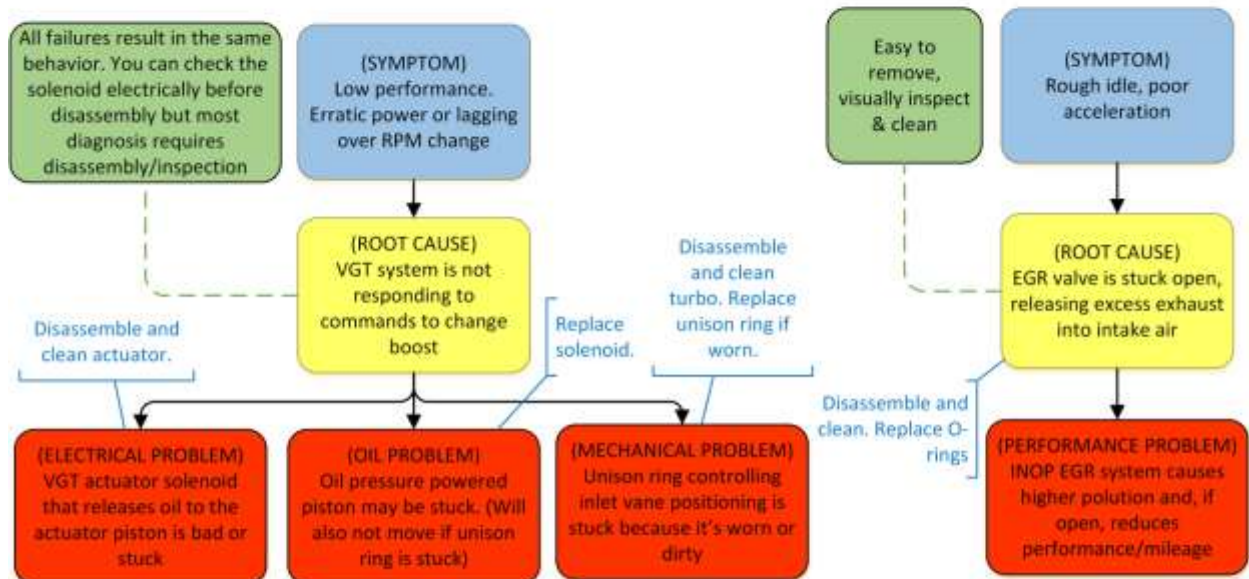 All failures result in the same
behavior. You can check the
solenoid electrically before
disassembly but most
diagnosis requires
disassembly/inspection
(SYMPTOM)
Low performance.
Erratic power or lagging
over RPM change
Easy to
remove,
visually inspect
& clean
(SYMPTOM)
Rough idle, poor
acceleration
(ROOT CAUSE)
VGT system is not
responding to
commands to change
boost
Disassemble
and clean
turbo. Replace
unison ring if
worn.
(ROOT CAUSE)
EGR valve is stuck open,
releasing excess exhaust
into intake air
Disassemble and
clean actuator.
Replace
solenoid.
Disassemble and
clean. Replace O-
rings
(ELECTRICAL PROBLEM)
VGT actuator solenoid
that releases oil to the
actuator piston is bad or
stuck
(OIL PROBLEM)
Oil pressure powered
piston may be stuck. (Will
also not move if unison
ring is stuck)
(MECHANICAL PROBLEM)
Unison ring controlling
inlet vane positioning is
stuck because it's worn or
dirty
(PERFORMANCE PROBLEM)
INOP EGR system causes
higher polution and, if
open, reduces
performance/mileage